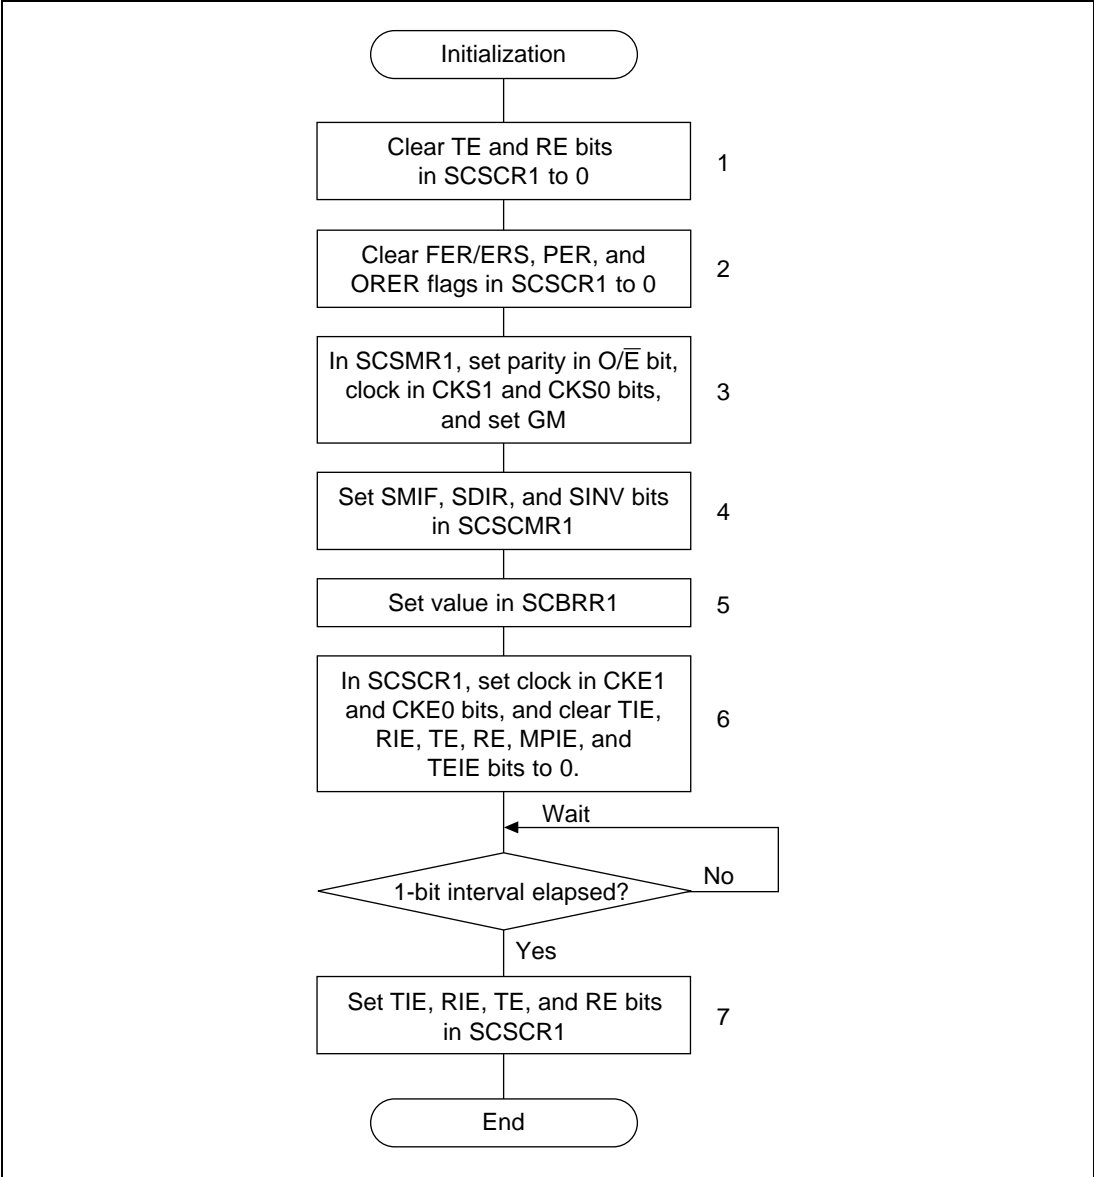 Initialization
Clear TE and RE bits
in SCSCR1 to 0
1
Clear FER/ERS, PER, and
ORER flags in SCSCR1 to 0
2
In SCSMR1, set parity in O/E̅ bit,
clock in CKS1 and CKS0 bits,
and set GM
3
Set SMIF, SDIR, and SINV bits
in SCSCMR1
4
Set value in SCBRR1
5
In SCSCR1, set clock in CKE1
and CKE0 bits, and clear TIE,
RIE, TE, RE, MPIE, and
TEIE bits to 0.
6
Wait
1-bit interval elapsed?
No
Yes
Set TIE, RIE, TE, and RE bits
in SCSCR1
7
End